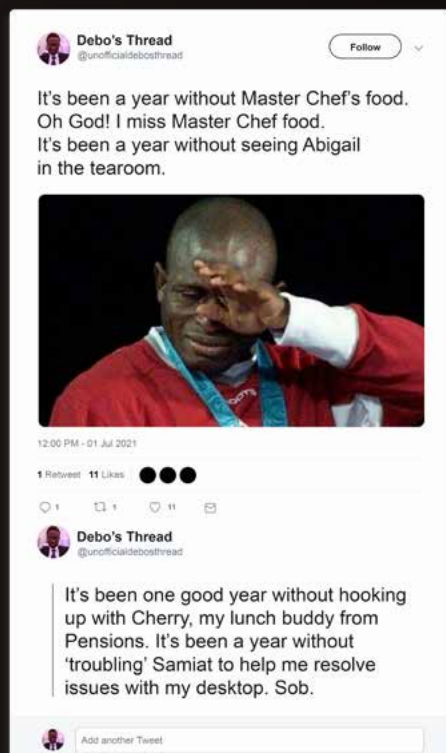 Debo's Thread
@unofficialdebosthread
Follow
It's been a year without Master Chef's food.
Oh God! I miss Master Chef food.
It's been a year without seeing Abigail
in the tearoom.
12:00 PM - 01 Jul 2021
1 Retweet 11 Likes
1 1 11
Debo's Thread
@unofficialdebosthread
It's been one good year without hooking
up with Cherry, my lunch buddy from
Pensions. It's been a year without
‘troubling’ Samiat to help me resolve
issues with my desktop. Sob.
Add another Tweet